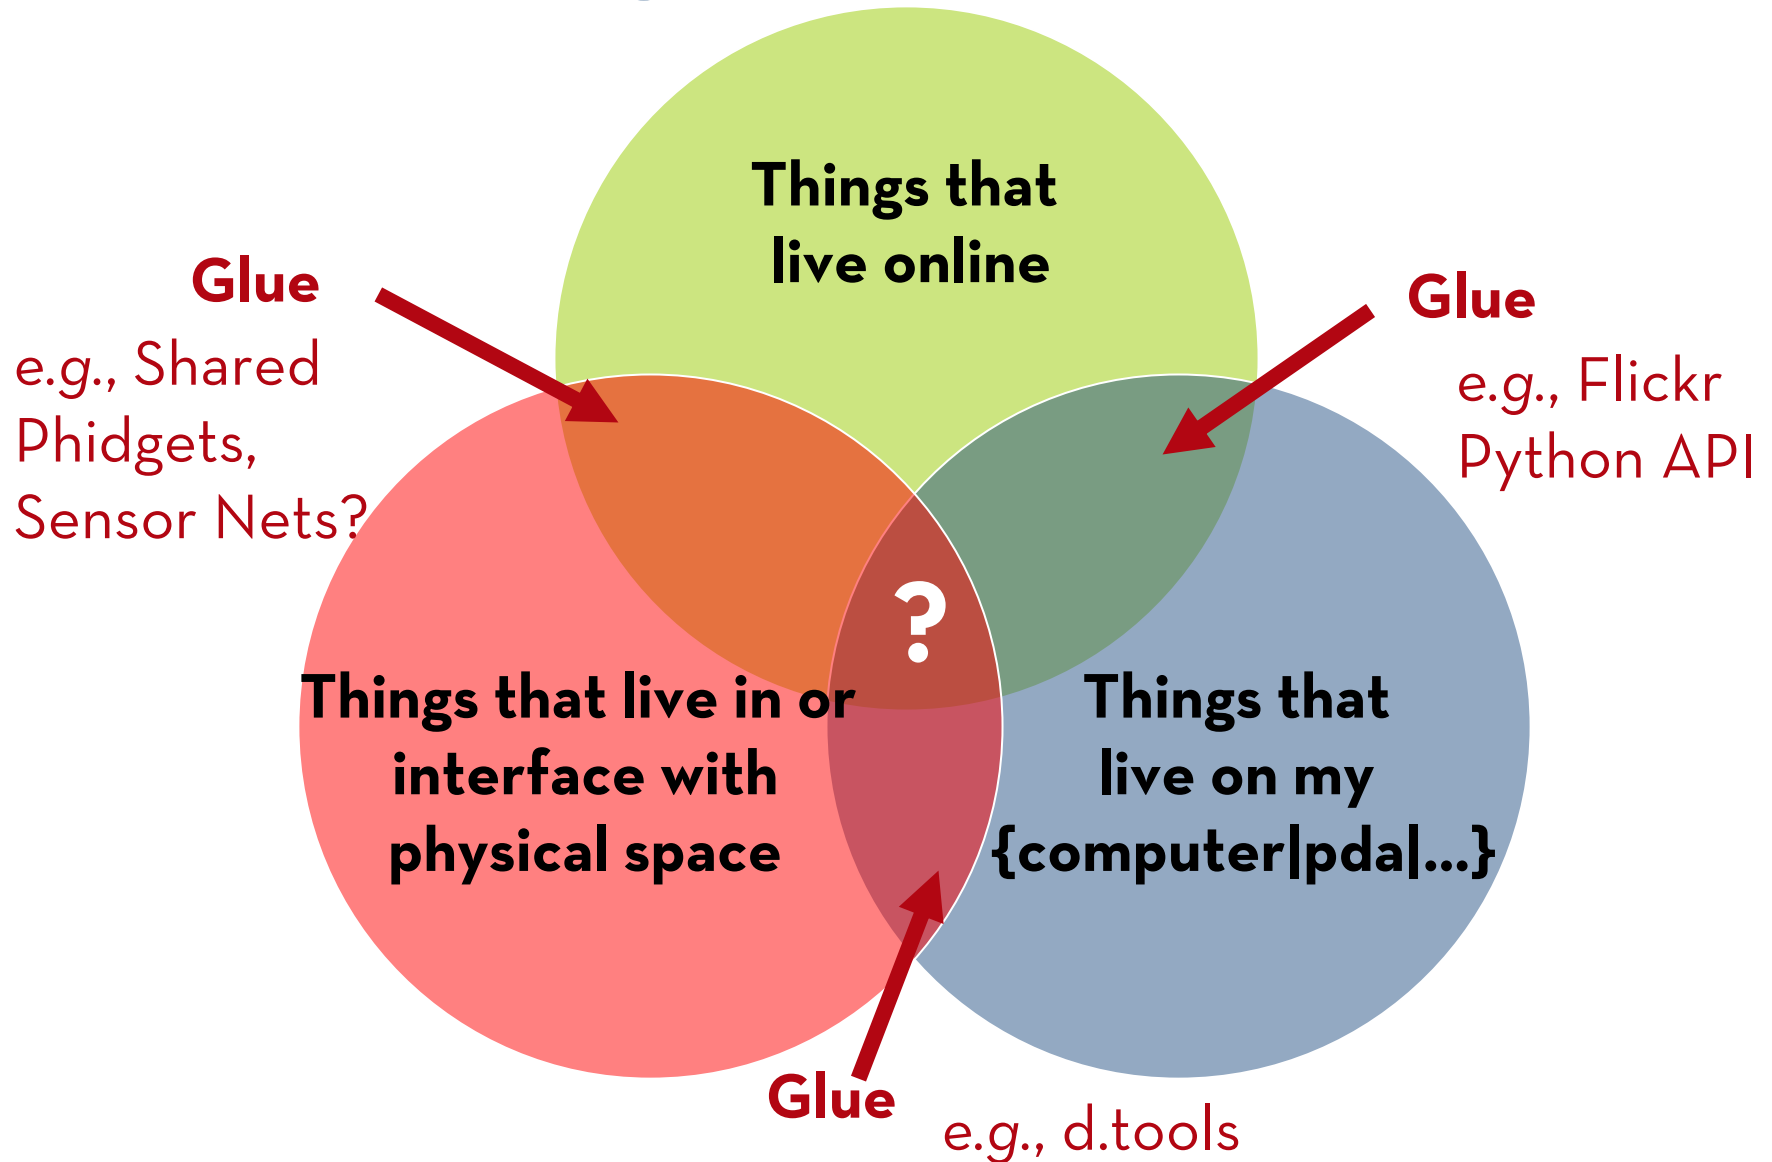 Things that
live online
Glue
e.g., Shared
Phidgets,
Sensor Nets?
Glue
e.g., Flickr
Python API
?
Things that live in or
interface with
physical space
Things that
live on my
{computer|pda|...}
Glue
e.g., d.tools